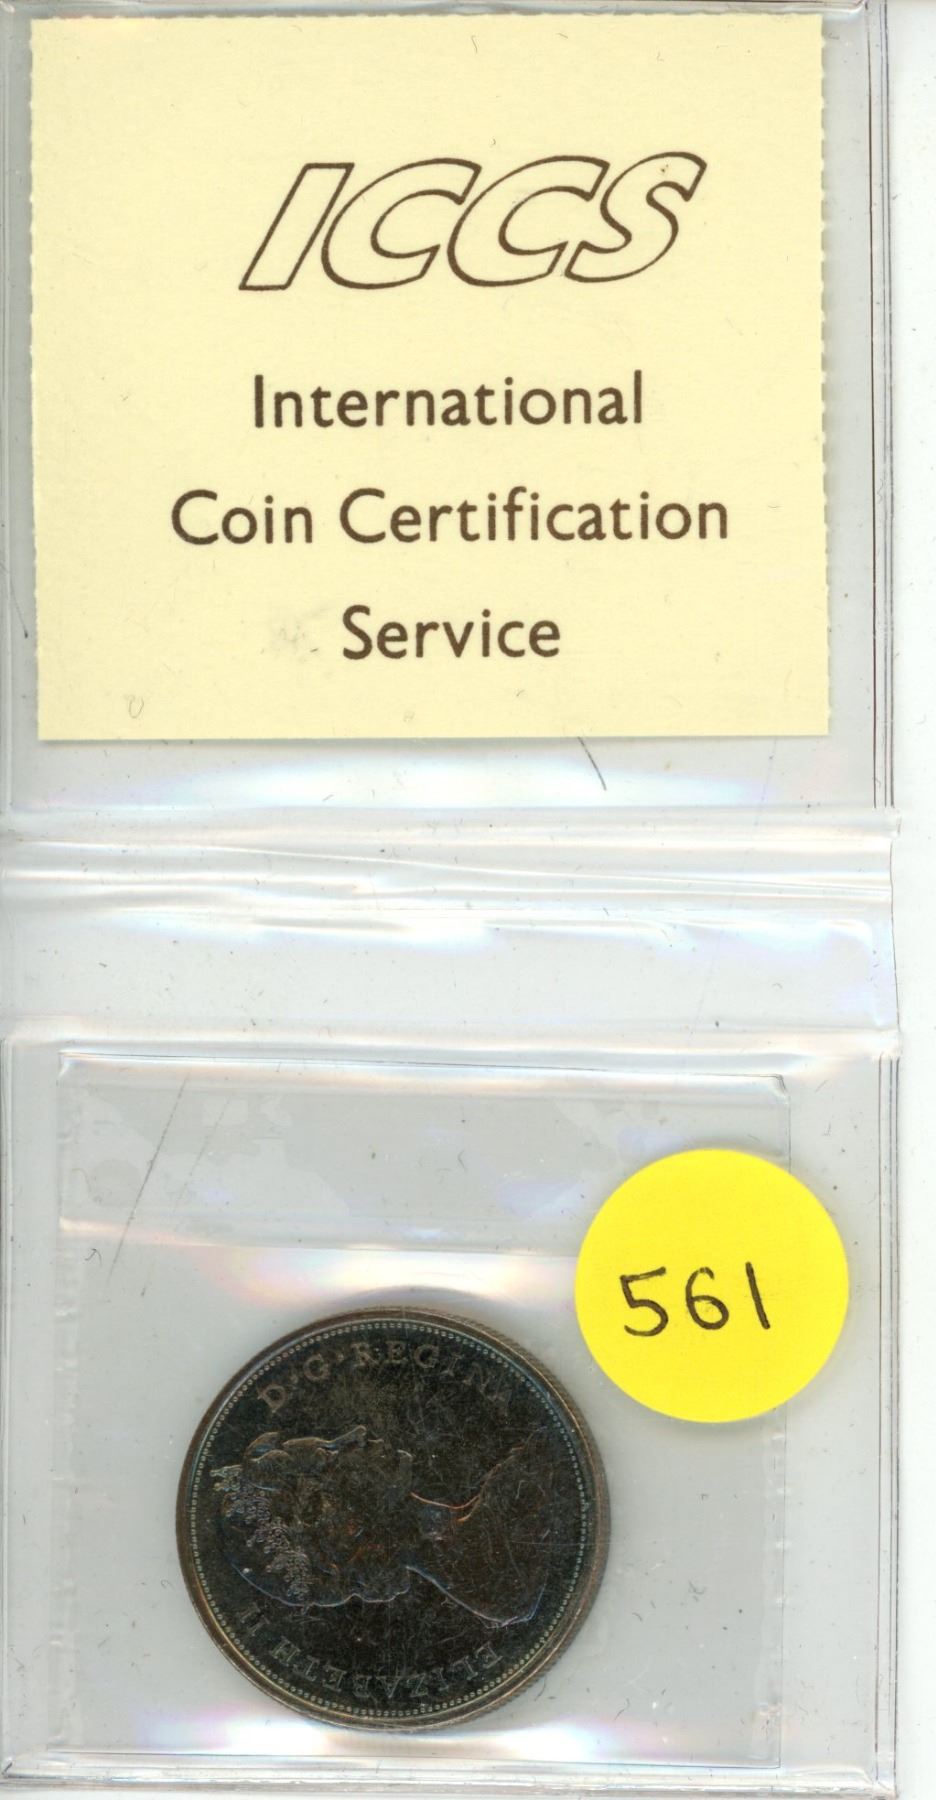 ICCS
International
Coin Certification
Service
561
ELIZABETH II D·G·REGINA